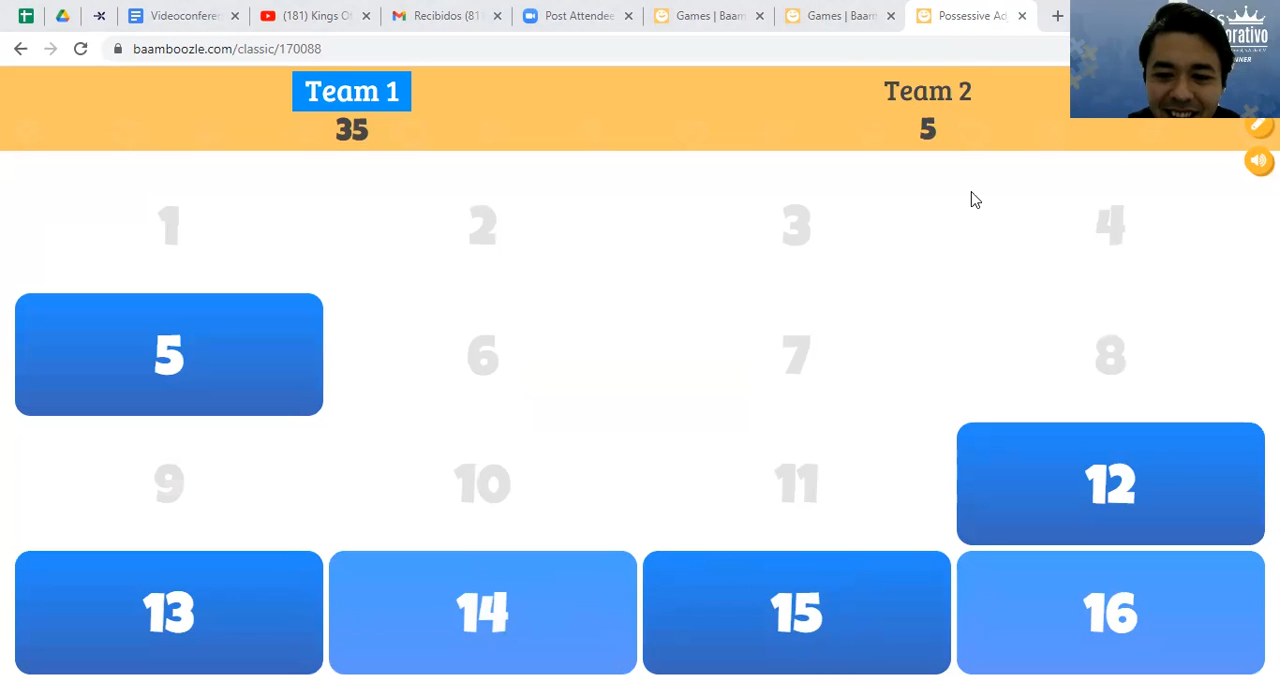 Videoconfere
(181) Kings O
Recibidos (81
Post Attendee
Games | Baam
Games | Baam
Possessive Ad
baamboozle.com/classic/170088
Team 1
35
Team 2
5
1 2 3 4
5 6 7 8
9 10 11 12
13 14 15 16